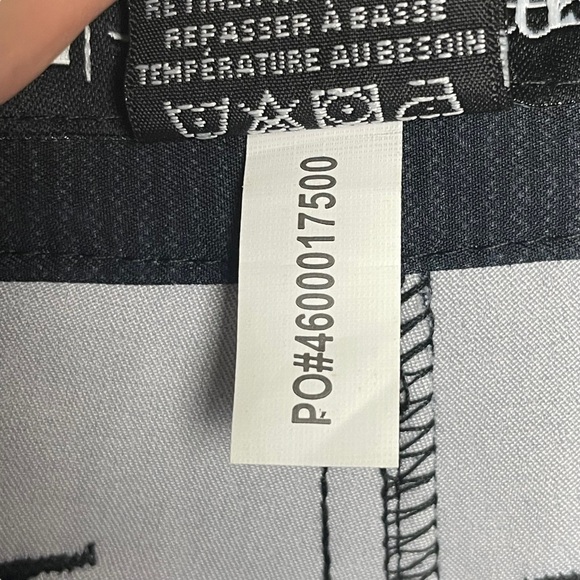 REPASSER À BASSE
TEMPÉRATURE AU BESOIN
PO#4600017500